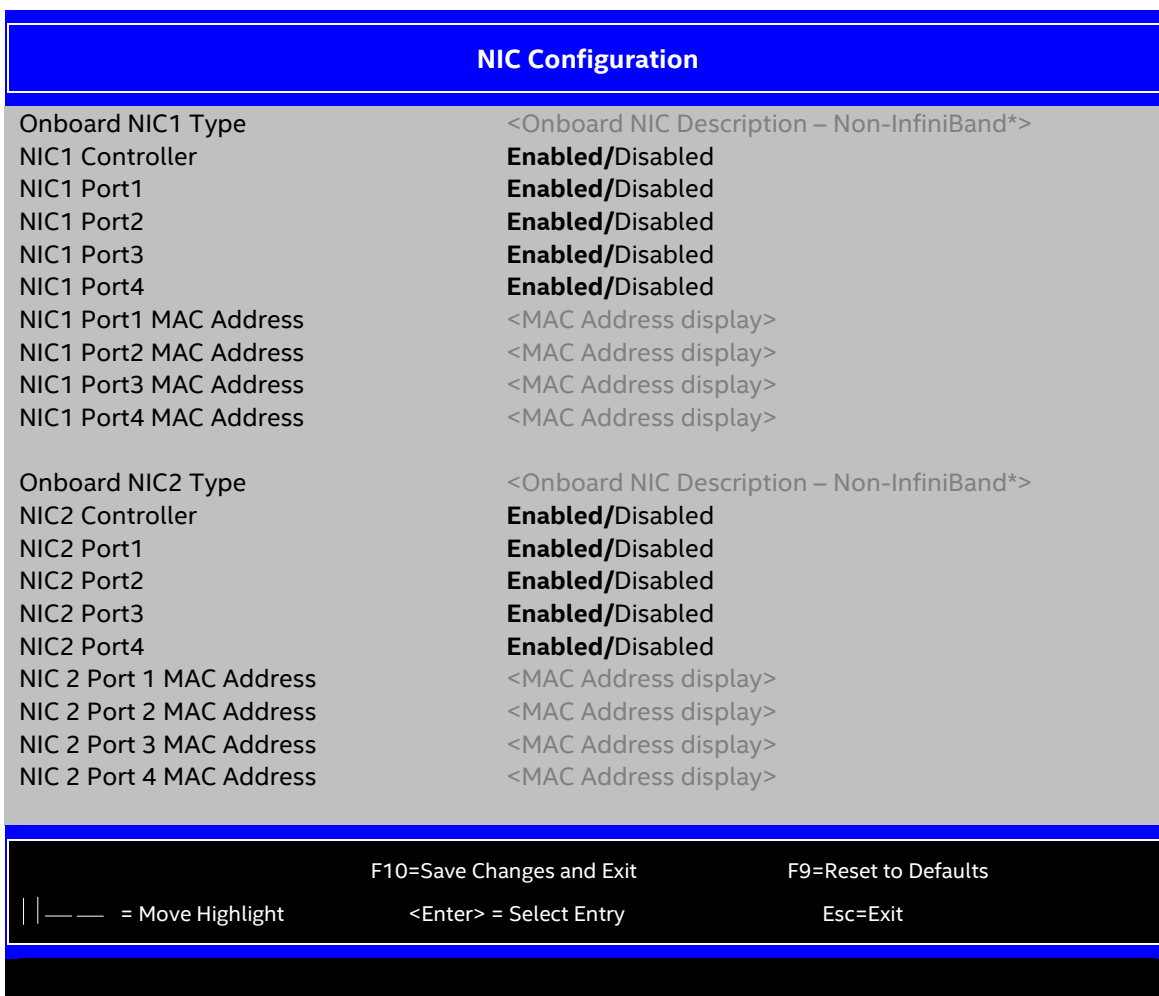 NIC Configuration
Onboard NIC1 Type <Onboard NIC Description – Non-InfiniBand*>
NIC1 Controller Enabled/Disabled
NIC1 Port1 Enabled/Disabled
NIC1 Port2 Enabled/Disabled
NIC1 Port3 Enabled/Disabled
NIC1 Port4 Enabled/Disabled
NIC1 Port1 MAC Address <MAC Address display>
NIC1 Port2 MAC Address <MAC Address display>
NIC1 Port3 MAC Address <MAC Address display>
NIC1 Port4 MAC Address <MAC Address display>
Onboard NIC2 Type <Onboard NIC Description – Non-InfiniBand*>
NIC2 Controller Enabled/Disabled
NIC2 Port1 Enabled/Disabled
NIC2 Port2 Enabled/Disabled
NIC2 Port3 Enabled/Disabled
NIC2 Port4 Enabled/Disabled
NIC 2 Port 1 MAC Address <MAC Address display>
NIC 2 Port 2 MAC Address <MAC Address display>
NIC 2 Port 3 MAC Address <MAC Address display>
NIC 2 Port 4 MAC Address <MAC Address display>
F10=Save Changes and Exit F9=Reset to Defaults
= Move Highlight <Enter> = Select Entry Esc=Exit